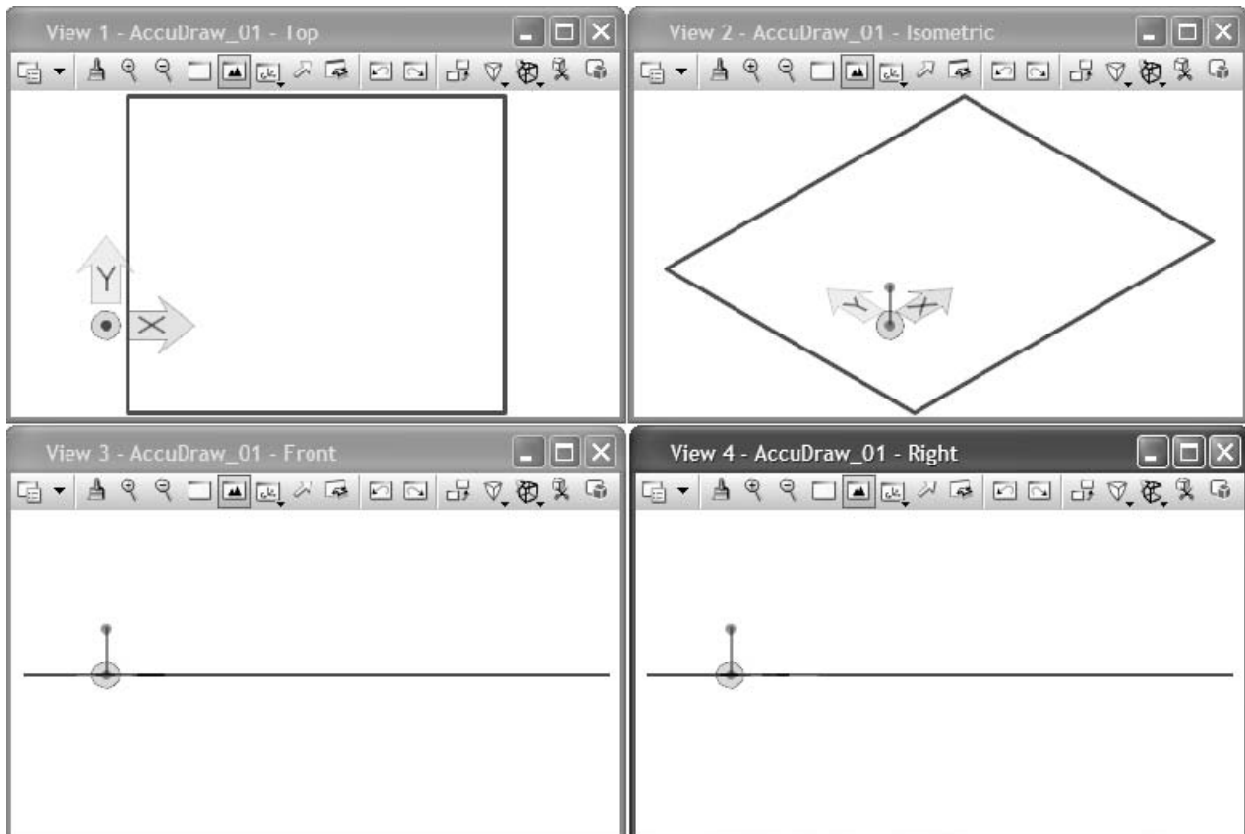 View 1 - AccuDraw_01 - Top
View 2 - AccuDraw_01 - Isometric
Y
X
Y
X
View 3 - AccuDraw_01 - Front
View 4 - AccuDraw_01 - Right